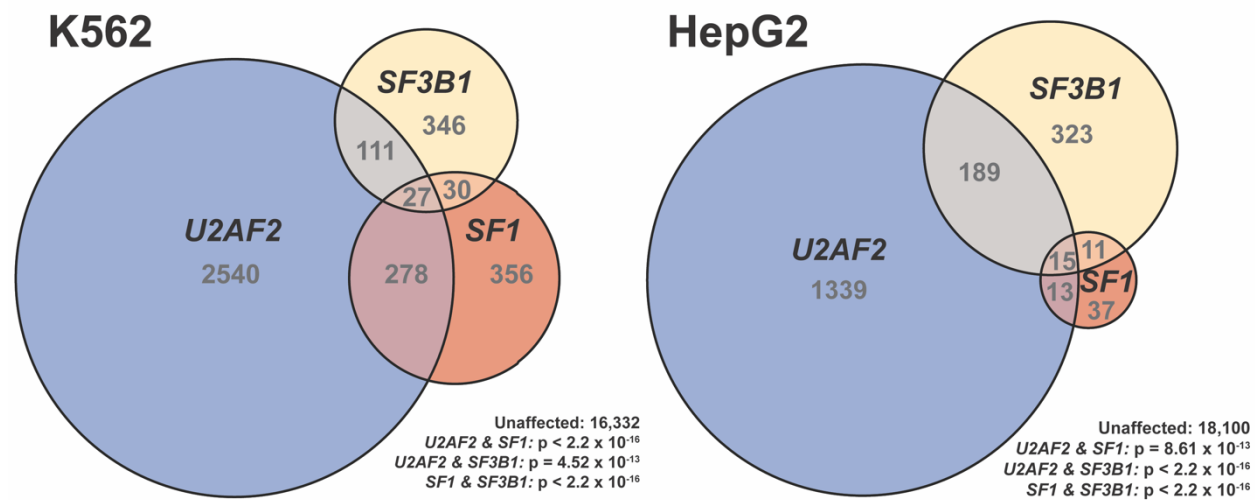 K562
SF3B1
346
111
27
30
U2AF2
2540
SF1
278
356
Unaffected: 16,332
U2AF2 & SF1: p < 2.2 x 10⁻¹⁶
U2AF2 & SF3B1: p = 4.52 x 10⁻¹³
SF1 & SF3B1: p < 2.2 x 10⁻¹⁶
HepG2
SF3B1
323
189
U2AF2
1339
15
11
13
SF1
37
Unaffected: 18,100
U2AF2 & SF1: p = 8.61 x 10⁻¹³
U2AF2 & SF3B1: p < 2.2 x 10⁻¹⁶
SF1 & SF3B1: p < 2.2 x 10⁻¹⁶